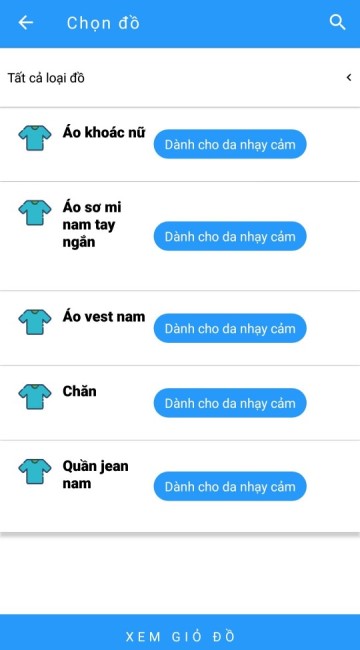 Chọn đồ
Tất cả loại đồ
Áo khoác nữ
Dành cho da nhạy cảm
Áo sơ mi
nam tay
ngắn
Dành cho da nhạy cảm
Áo vest nam
Dành cho da nhạy cảm
Chăn
Dành cho da nhạy cảm
Quần jean
nam
Dành cho da nhạy cảm
XEM GIỎ ĐỒ